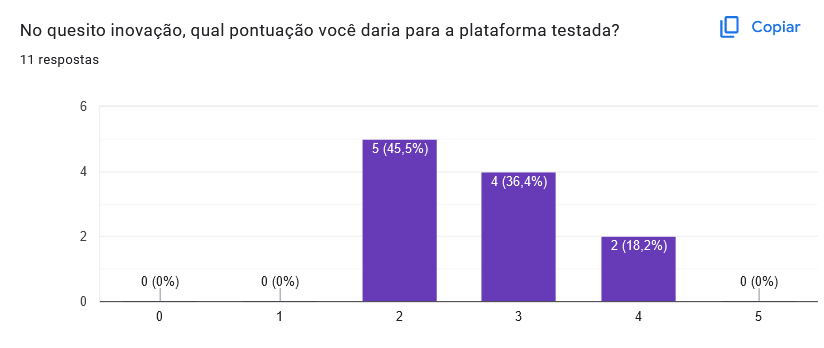 No quesito inovação, qual pontuação você daria para a plataforma testada?
Copiar
11 respostas
6
4
2
0
0 (0%)
0 (0%)
5 (45,5%)
4 (36,4%)
2 (18,2%)
0 (0%)
0 1 2 3 4 5